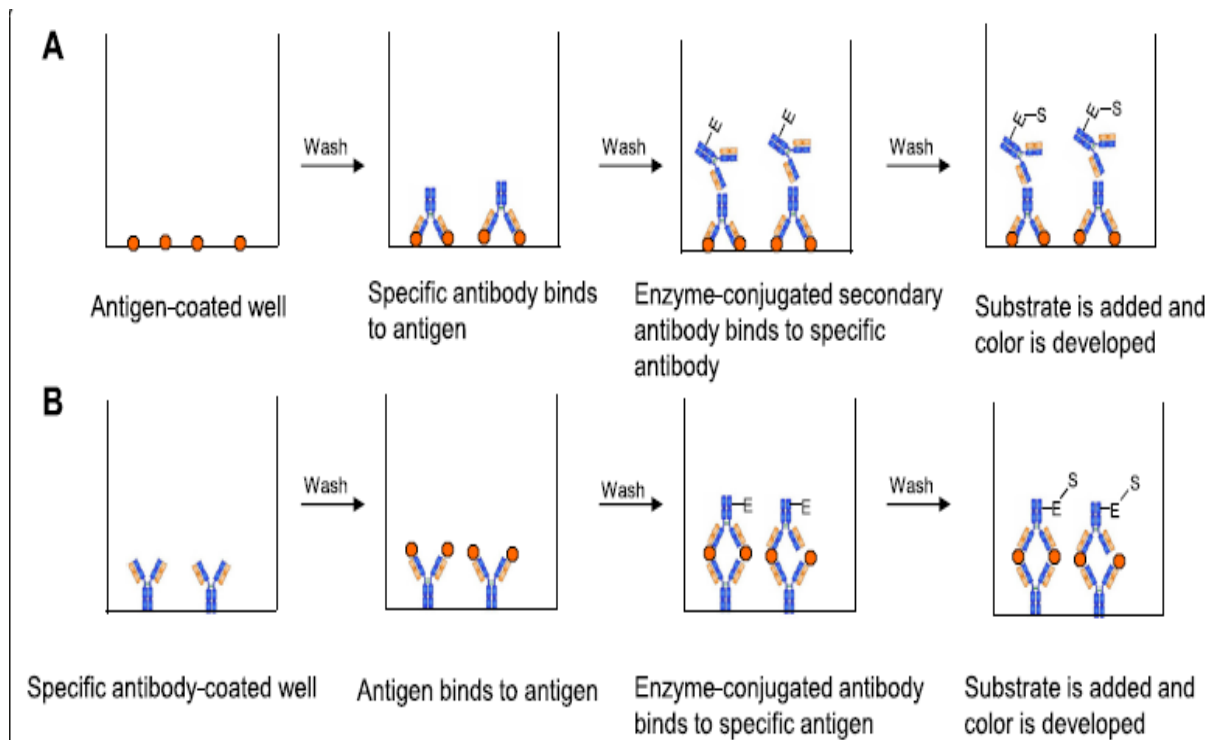 A
Wash
Wash
Wash
E
E
E–S
E–S
Antigen-coated well
Specific antibody binds
to antigen
Enzyme-conjugated secondary
antibody binds to specific
antibody
Substrate is added and
color is developed
B
Wash
Wash
Wash
E
E
S
E
S
E
Specific antibody-coated well
Antigen binds to antigen
Enzyme-conjugated antibody
binds to specific antigen
Substrate is added and
color is developed